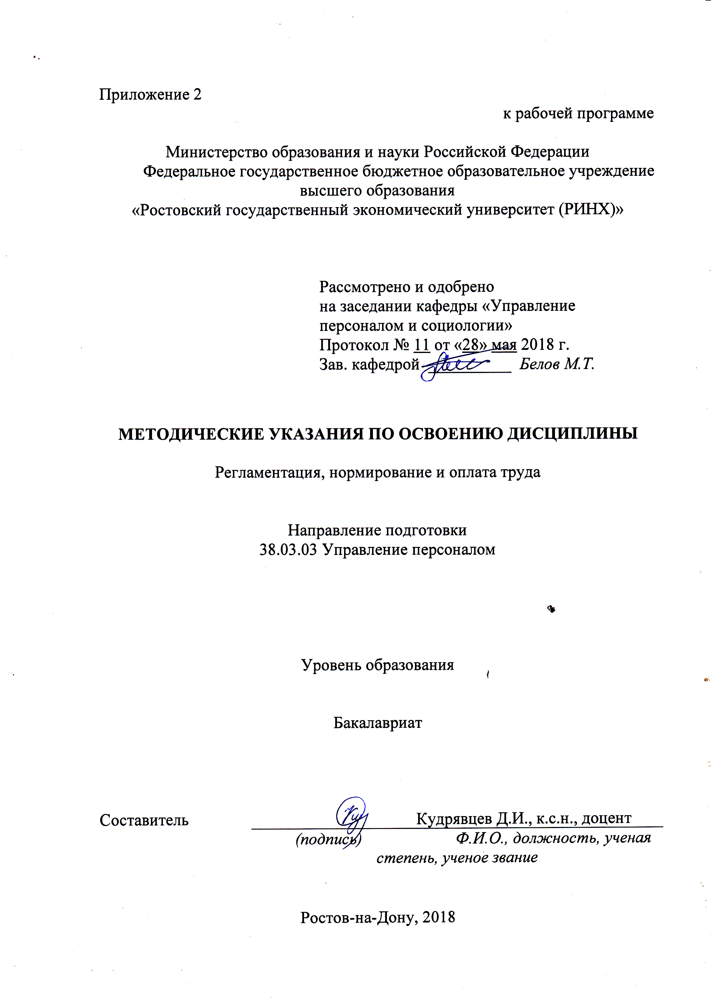 Приложение 2
к рабочей программе
Министерство образования и науки Российской Федерации
Федеральное государственное бюджетное образовательное учреждение
высшего образования
«Ростовский государственный экономический университет (РИНХ)»
Рассмотрено и одобрено
на заседании кафедры «Управление
персоналом и социологии»
Протокол № 11 от «28» мая 2018 г.
Зав. кафедрой Белов М.Т.
МЕТОДИЧЕСКИЕ УКАЗАНИЯ ПО ОСВОЕНИЮ ДИСЦИПЛИНЫ
Регламентация, нормирование и оплата труда
Направление подготовки
38.03.03 Управление персоналом
Уровень образования
Бакалавриат
Составитель Кудрявцев Д.И., к.с.н., доцент
(подпись) Ф.И.О., должность, ученая
степень, ученое звание
Ростов-на-Дону, 2018